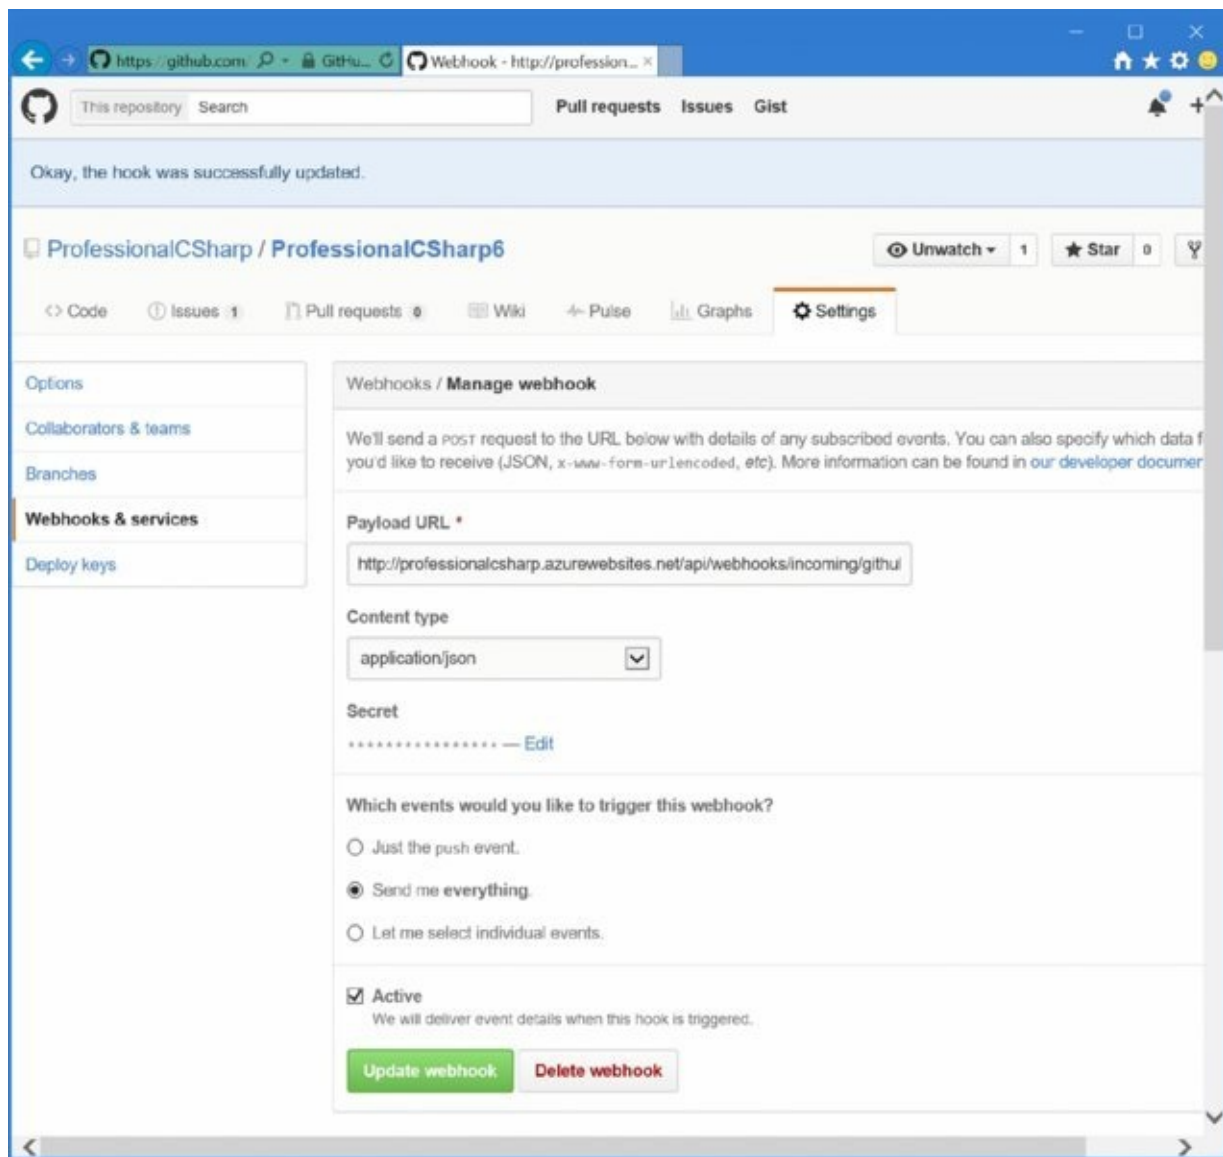 https github.com GitHu... Webhook - http://profession... ×
This repository Search Pull requests Issues Gist
Okay, the hook was successfully updated.
ProfessionalCSharp / ProfessionalCSharp6 Unwatch 1 Star 0
Code Issues 1 Pull requests 0 Wiki Pulse Graphs Settings
Options
Collaborators & teams
Branches
Webhooks & services
Deploy keys
Webhooks / Manage webhook
We'll send a POST request to the URL below with details of any subscribed events. You can also specify which data f
you'd like to receive (JSON, x-www-form-urlencoded, etc). More information can be found in our developer documen
Payload URL *
http://professionalcsharp.azurewebsites.net/api/webhooks/incoming/githul
Content type
application/json
Secret
•••••••••••••••• — Edit
Which events would you like to trigger this webhook?
Just the push event.
Send me everything.
Let me select individual events.
Active
We will deliver event details when this hook is triggered.
Update webhook Delete webhook